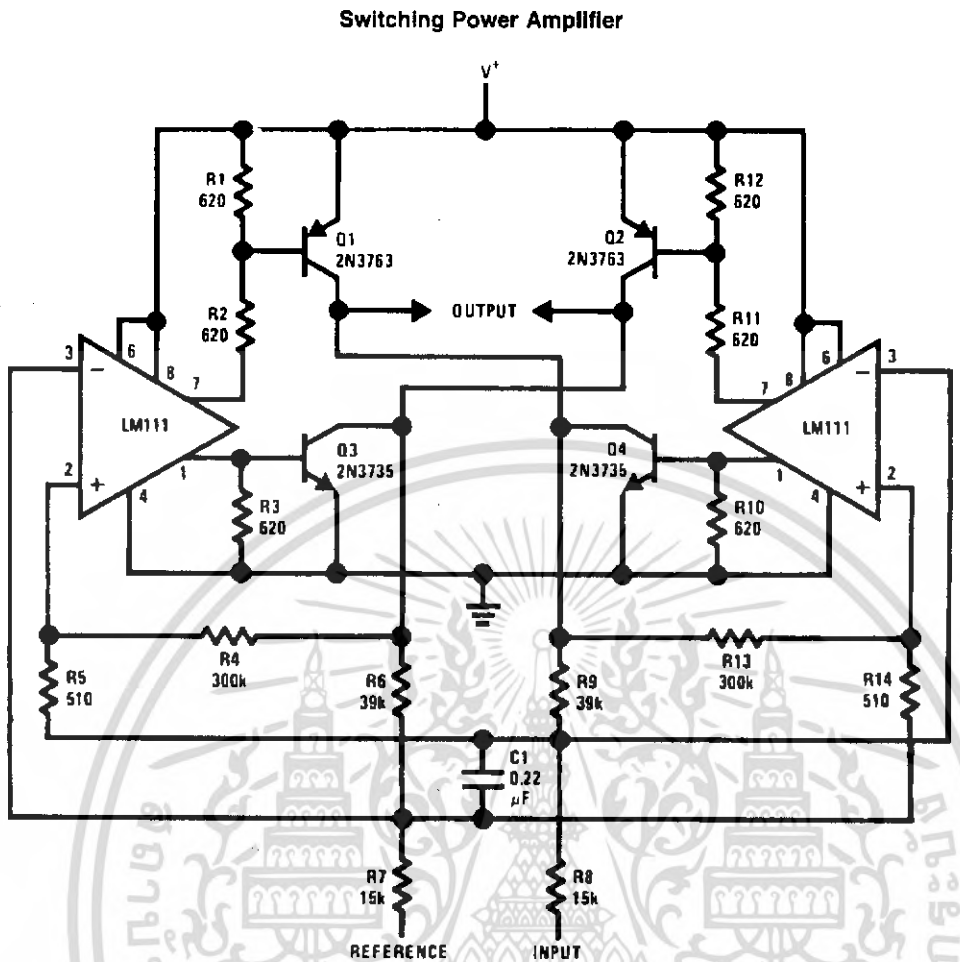 Switching Power Amplifier
V+
R1
620
R12
620
Q1
2N3763
Q2
2N3763
R2
620
OUTPUT
R11
620
3
6
8
7
−
LM111
2
+
1
4
7
8
6
3
−
LM111
1
4
2
+
Q3
2N3735
Q4
2N3735
R3
620
R10
620
R4
300k
R13
300k
R5
510
R6
39k
R9
39k
R14
510
C1
0.22
μF
R7
15k
R8
15k
REFERENCE
INPUT